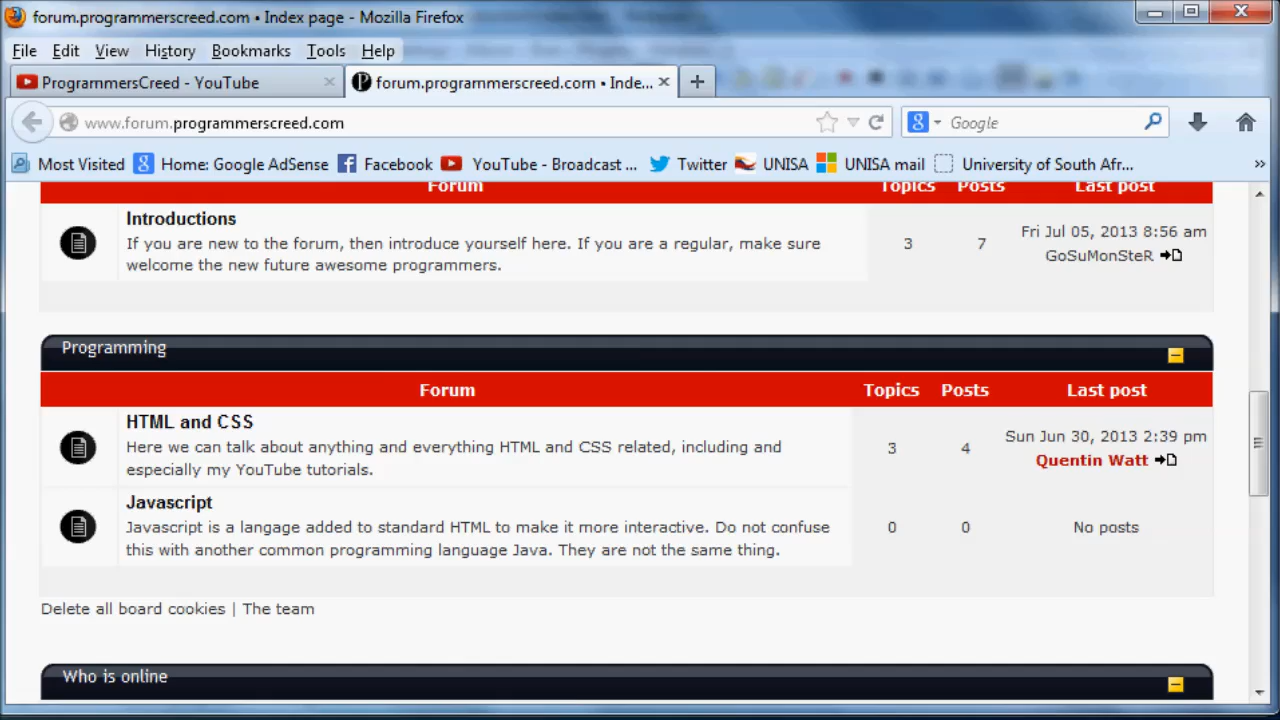 forum.programmerscreed.com • Index page - Mozilla Firefox
File Edit View History Bookmarks Tools Help
ProgrammersCreed - YouTube
forum.programmerscreed.com • Inde...
www.forum.programmerscreed.com
Google
Most Visited Home: Google AdSense Facebook YouTube - Broadcast ... Twitter UNISA UNISA mail University of South Afr... »
Forum Topics Posts Last post
Introductions
If you are new to the forum, then introduce yourself here. If you are a regular, make sure
welcome the new future awesome programmers.
3 7
Fri Jul 05, 2013 8:56 am
GoSuMonSteR
Programming
Forum Topics Posts Last post
HTML and CSS
Here we can talk about anything and everything HTML and CSS related, including and
especially my YouTube tutorials.
3 4
Sun Jun 30, 2013 2:39 pm
Quentin Watt
Javascript
Javascript is a langage added to standard HTML to make it more interactive. Do not confuse
this with another common programming language Java. They are not the same thing.
0 0 No posts
Delete all board cookies | The team
Who is online